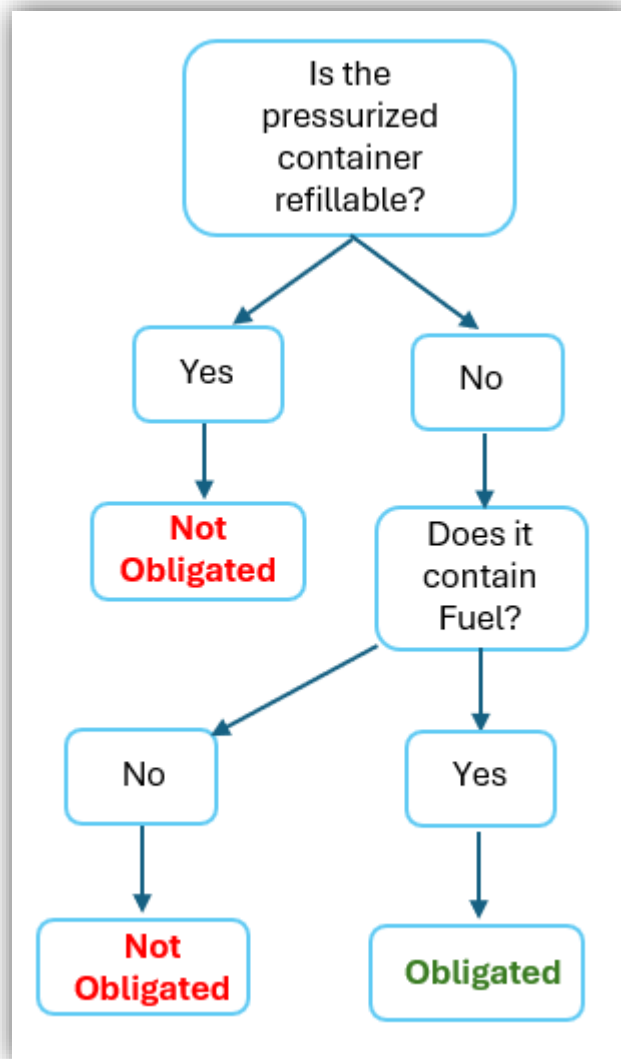 Is the
pressurized
container
refillable?
Yes
No
Not
Obligated
Does it
contain
Fuel?
No
Yes
Not
Obligated
Obligated